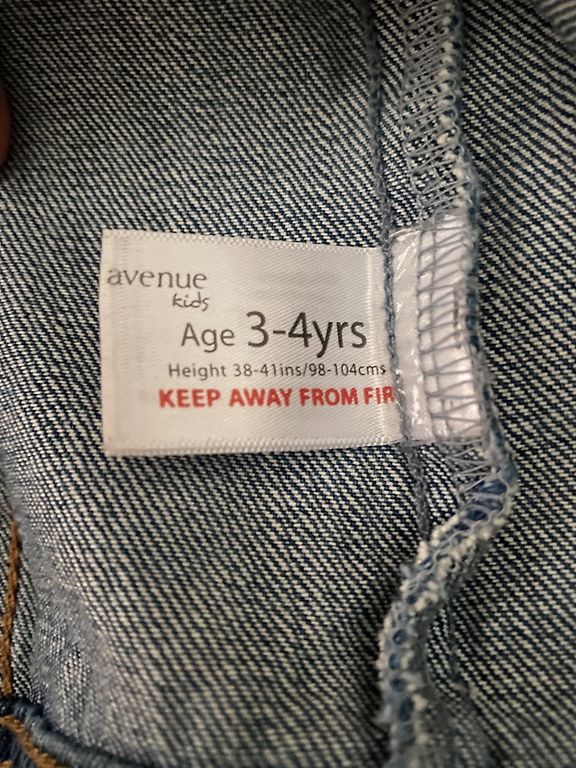 avenue
kids
Age 3-4yrs
Height 38-41ins/98-104cms
KEEP AWAY FROM FIR